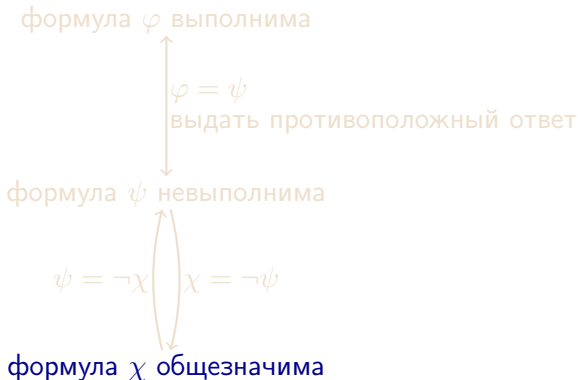 формула φ выполнима
φ = ψ
выдать противоположный ответ
формула ψ невыполнима
ψ = ¬χ χ = ¬ψ
формула χ общезначима